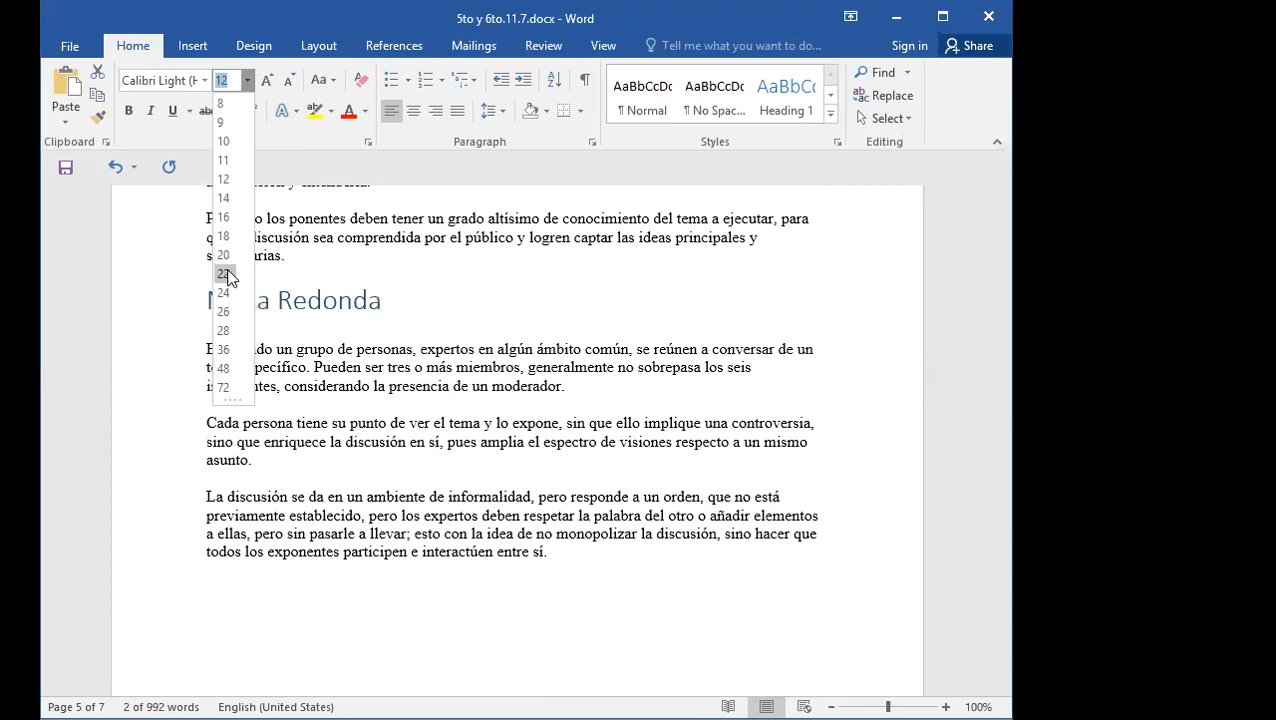 5to y 6to.11.7.docx - Word
File Home Insert Design Layout References Mailings Review View Tell me what you want to do... Sign in Share
Calibri Light (H 12 Aa Find
AaBbCcDc AaBbCcDc AaBbCc
Replace
Paste B I U abc A ab A ¶ Normal ¶ No Spac... Heading 1 Select
Clipboard Paragraph Styles Editing
8
9
10
11
12
14
16
18
20
22
24
26
28
36
48
72
los ponentes deben tener un grado altísimo de conocimiento del tema a ejecutar, para
discusión sea comprendida por el público y logren captar las ideas principales y
Redonda
un grupo de personas, expertos en algún ámbito común, se reúnen a conversar de un
Pueden ser tres o más miembros, generalmente no sobrepasa los seis
considerando la presencia de un moderador.
Cada persona tiene su punto de ver el tema y lo expone, sin que ello implique una controversia,
sino que enriquece la discusión en sí, pues amplia el espectro de visiones respecto a un mismo
asunto.
La discusión se da en un ambiente de informalidad, pero responde a un orden, que no está
previamente establecido, pero los expertos deben respetar la palabra del otro o añadir elementos
a ellas, pero sin pasarle a llevar; esto con la idea de no monopolizar la discusión, sino hacer que
todos los exponentes participen e interactúen entre sí.
Page 5 of 7 2 of 992 words English (United States) 100%